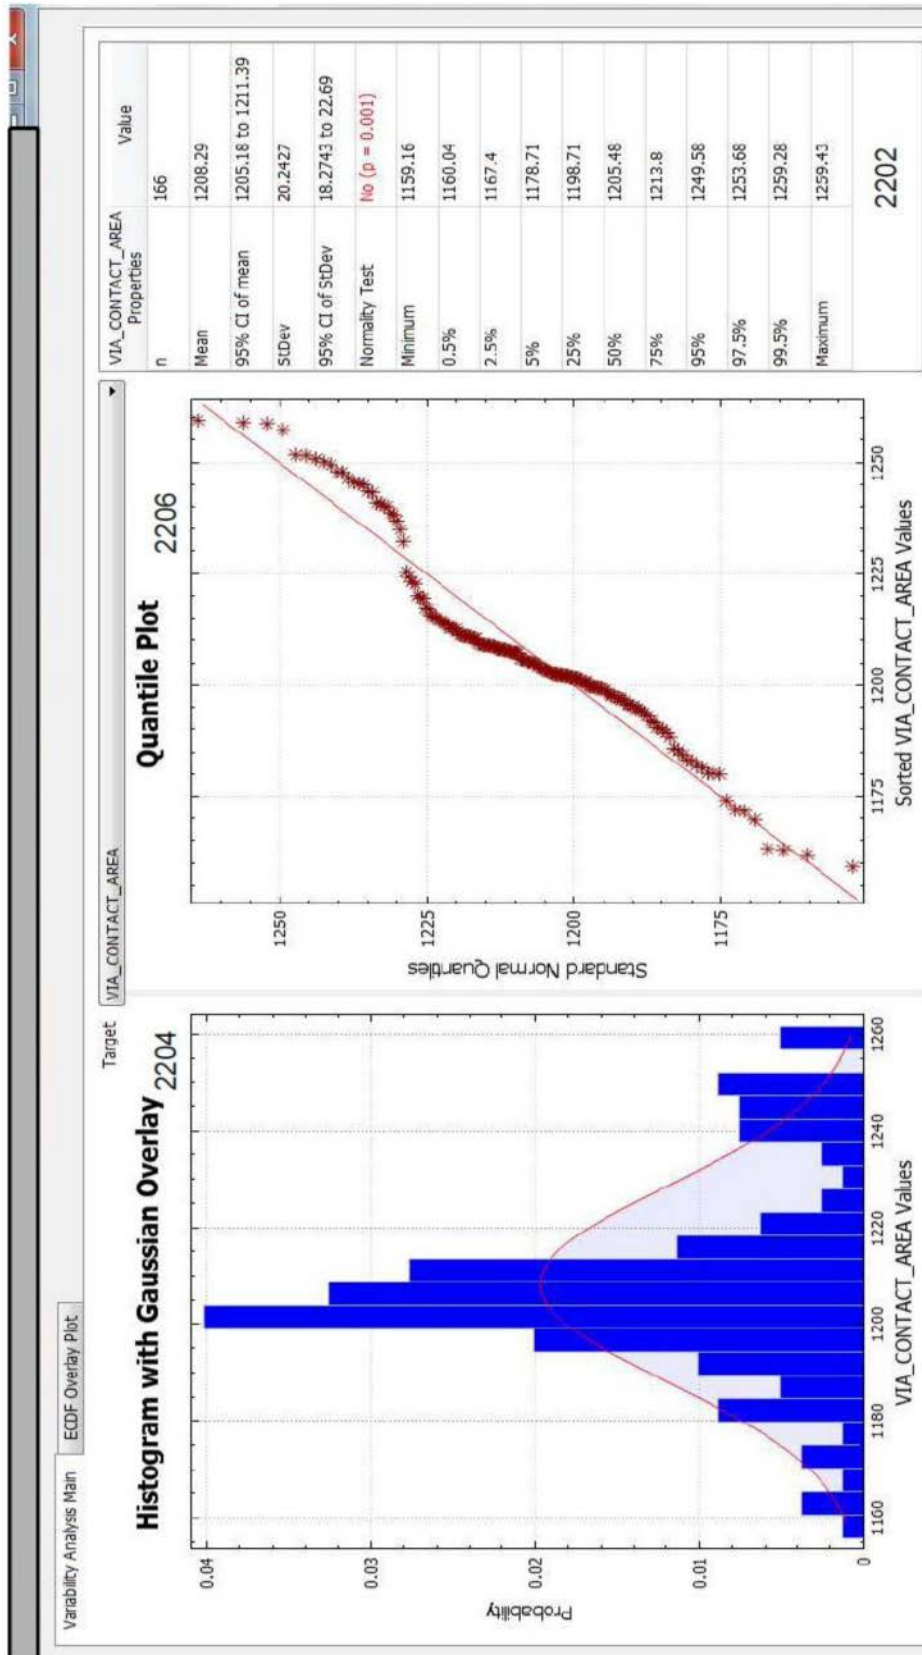 Variability Analysis Main
ECDF Overlay Plot
Target
VIA_CONTACT_AREA
Histogram with Gaussian Overlay
2204
Probability
0.04
0.03
0.02
0.01
0
1160
1180
1200
1220
1240
1260
VIA_CONTACT_AREA Values
Quantile Plot
2206
Standard Normal Quantiles
1250
1225
1200
1175
1175
1200
1225
1250
Sorted VIA_CONTACT_AREA Values
VIA_CONTACT_AREA Properties Value
n 166
Mean 1208.29
95% CI of mean 1205.18 to 1211.39
StDev 20.2427
95% CI of StDev 18.2743 to 22.69
Normality Test No (p = 0.001)
Minimum 1159.16
0.5% 1160.04
2.5% 1167.4
5% 1178.71
25% 1198.71
50% 1205.48
75% 1213.8
95% 1249.58
97.5% 1253.68
99.5% 1259.28
Maximum 1259.43
2202